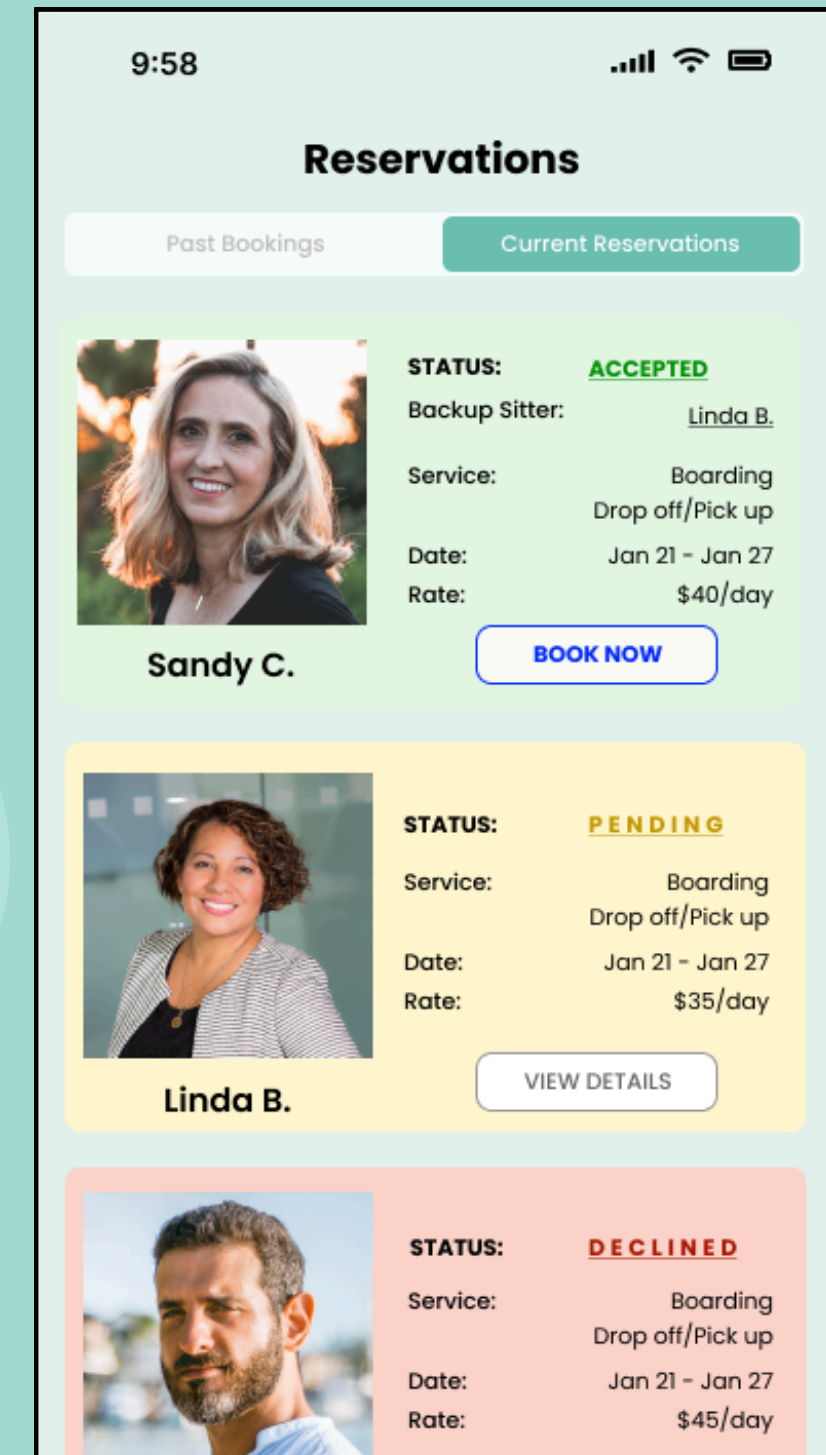 9:58
Reservations
Past Bookings Current Reservations
STATUS: ACCEPTED
Backup Sitter: Linda B.
Service: Boarding
Drop off/Pick up
Date: Jan 21 - Jan 27
Rate: $40/day
BOOK NOW
Sandy C.
STATUS: PENDING
Service: Boarding
Drop off/Pick up
Date: Jan 21 - Jan 27
Rate: $35/day
VIEW DETAILS
Linda B.
STATUS: DECLINED
Service: Boarding
Drop off/Pick up
Date: Jan 21 - Jan 27
Rate: $45/day